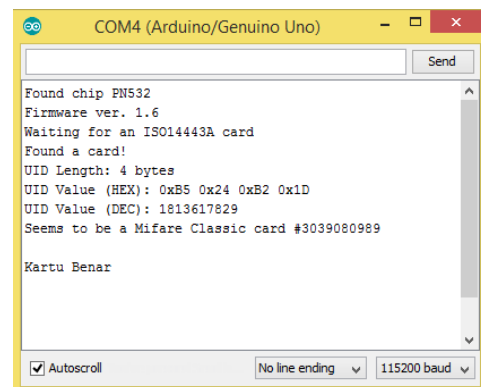 COM4 (Arduino/Genuino Uno)
Send
Found chip PN532
Firmware ver. 1.6
Waiting for an ISO14443A card
Found a card!
UID Length: 4 bytes
UID Value (HEX): 0xB5 0x24 0xB2 0x1D
UID Value (DEC): 1813617829
Seems to be a Mifare Classic card #3039080989
Kartu Benar
Autoscroll No line ending 115200 baud